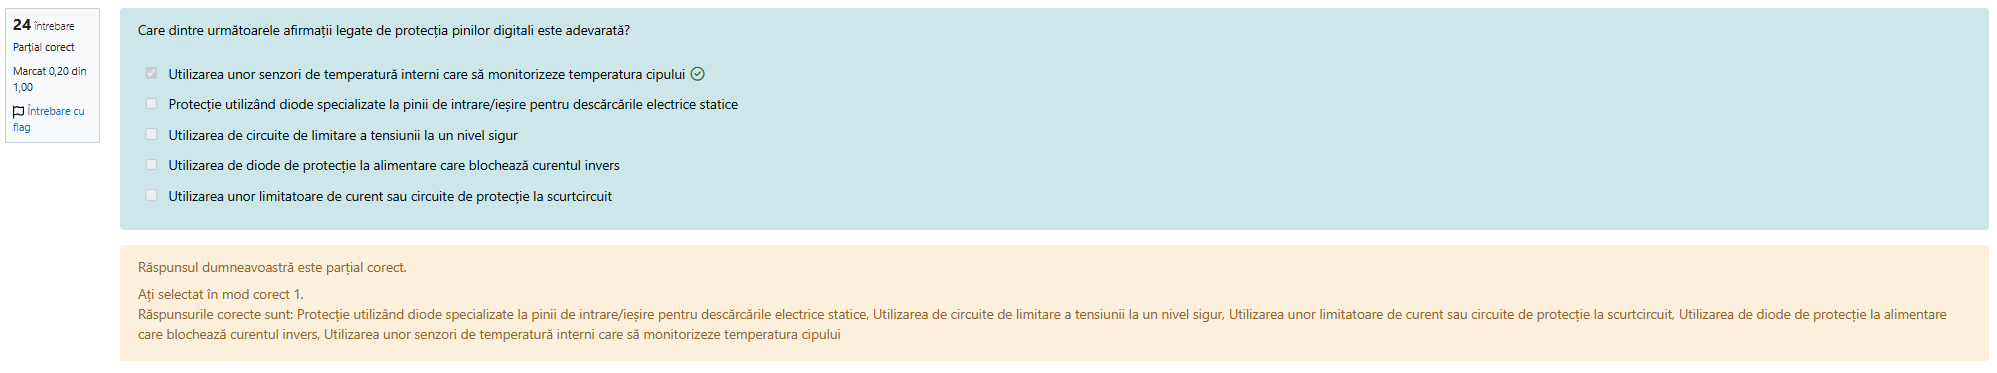 24 întrebare
Parțial corect
Marcat 0,20 din
1,00
Întrebare cu
flag
Care dintre următoarele afirmații legate de protecția pinilor digitali este adevarată?
Utilizarea unor senzori de temperatură interni care să monitorizeze temperatura cipului
Protecție utilizând diode specializate la pinii de intrare/ieșire pentru descărcările electrice statice
Utilizarea de circuite de limitare a tensiunii la un nivel sigur
Utilizarea de diode de protecție la alimentare care blochează curentul invers
Utilizarea unor limitatoare de curent sau circuite de protecție la scurtcircuit
Răspunsul dumneavoastră este parțial corect.
Ați selectat în mod corect 1.
Răspunsurile corecte sunt: Protecție utilizând diode specializate la pinii de intrare/ieșire pentru descărcările electrice statice, Utilizarea de circuite de limitare a tensiunii la un nivel sigur, Utilizarea unor limitatoare de curent sau circuite de protecție la scurtcircuit, Utilizarea de diode de protecție la alimentare
care blochează curentul invers, Utilizarea unor senzori de temperatură interni care să monitorizeze temperatura cipului